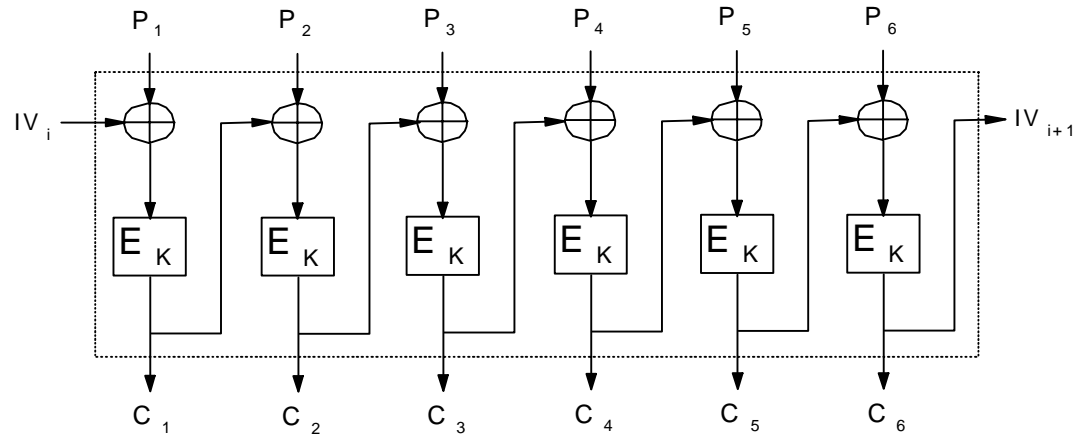 P1 P2 P3 P4 P5 P6
IVi IVi+1
EK EK EK EK EK EK
C1 C2 C3 C4 C5 C6